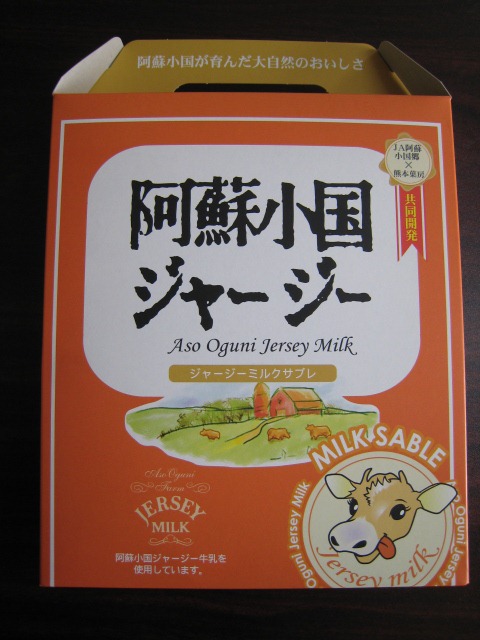 阿蘇小国が育んだ大自然のおいしさ
JA阿蘇
小国郷
×
熊本菓房
共同開発
阿蘇小国
ジャージー
Aso Oguni Jersey Milk
ジャージーミルクサブレ
MILK SABLE
Oguni Jersey Milk
Oguni Jersey
Jersey milk
Aso Oguni
Farm
JERSEY
MILK
阿蘇小国ジャージー牛乳を
使用しています。